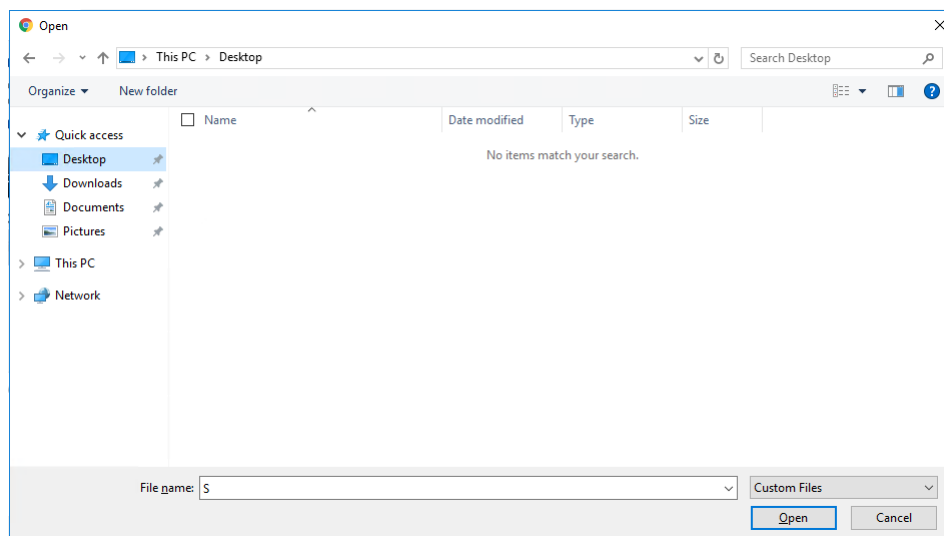 Open
This PC > Desktop
Search Desktop
Organize
New folder
Name
Date modified
Type
Size
No items match your search.
Quick access
Desktop
Downloads
Documents
Pictures
This PC
Network
File name: S
Custom Files
Open
Cancel